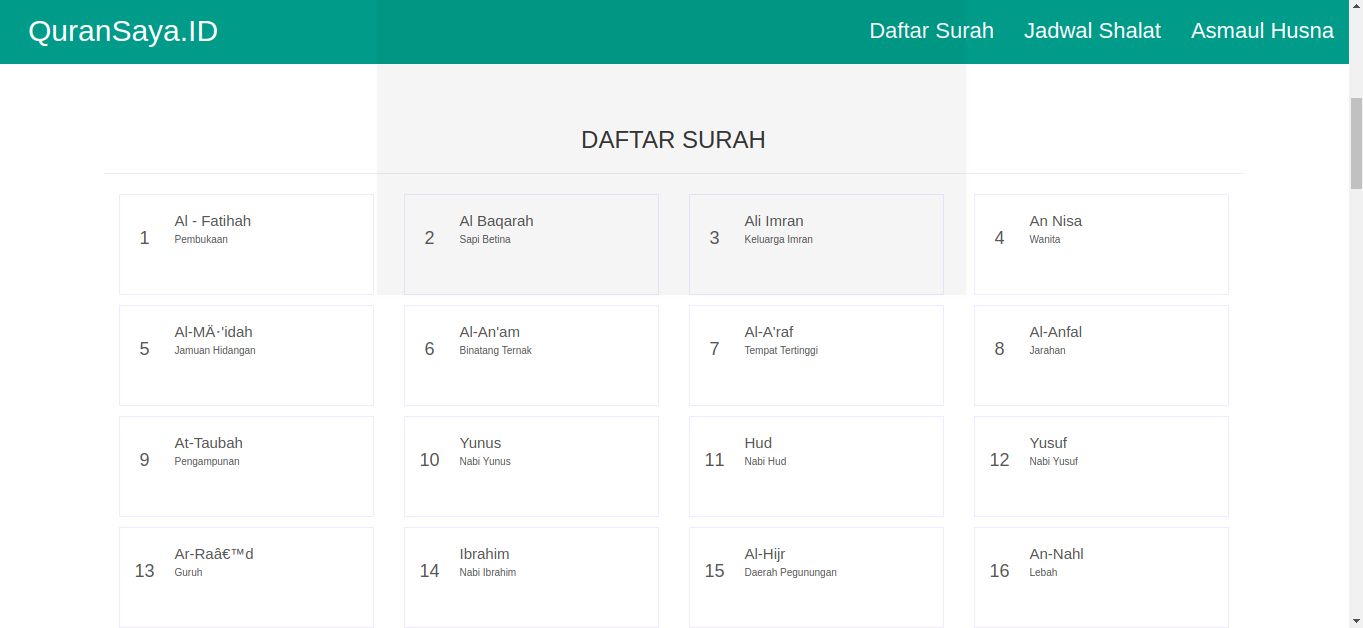 QuranSaya.ID
Daftar Surah Jadwal Shalat Asmaul Husna
DAFTAR SURAH
1
Al - Fatihah
Pembukaan
2
Al Baqarah
Sapi Betina
3
Ali Imran
Keluarga Imran
4
An Nisa
Wanita
5
Al-MÄ·'idah
Jamuan Hidangan
6
Al-An'am
Binatang Ternak
7
Al-A'raf
Tempat Tertinggi
8
Al-Anfal
Jarahan
9
At-Taubah
Pengampunan
10
Yunus
Nabi Yunus
11
Hud
Nabi Hud
12
Yusuf
Nabi Yusuf
13
Ar-Raâ€™d
Guruh
14
Ibrahim
Nabi Ibrahim
15
Al-Hijr
Daerah Pegunungan
16
An-Nahl
Lebah